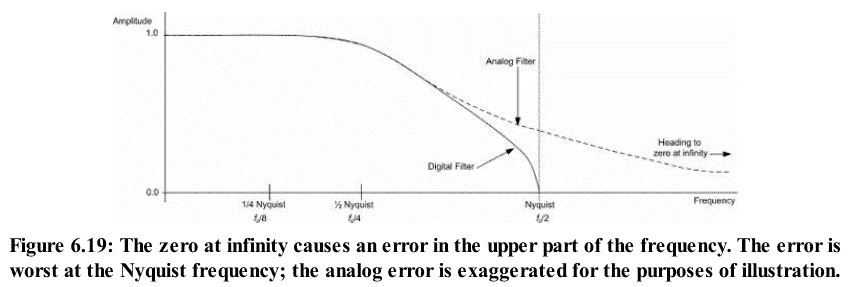 Amplitude
1.0
Analog Filter
Heading to
zero at infinity
Digital Filter
0.0
1/4 Nyquist
½ Nyquist
Nyquist
Frequency
fₛ/8
fₛ/4
fₛ/2
Figure 6.19: The zero at infinity causes an error in the upper part of the frequency. The error is
worst at the Nyquist frequency; the analog error is exaggerated for the purposes of illustration.